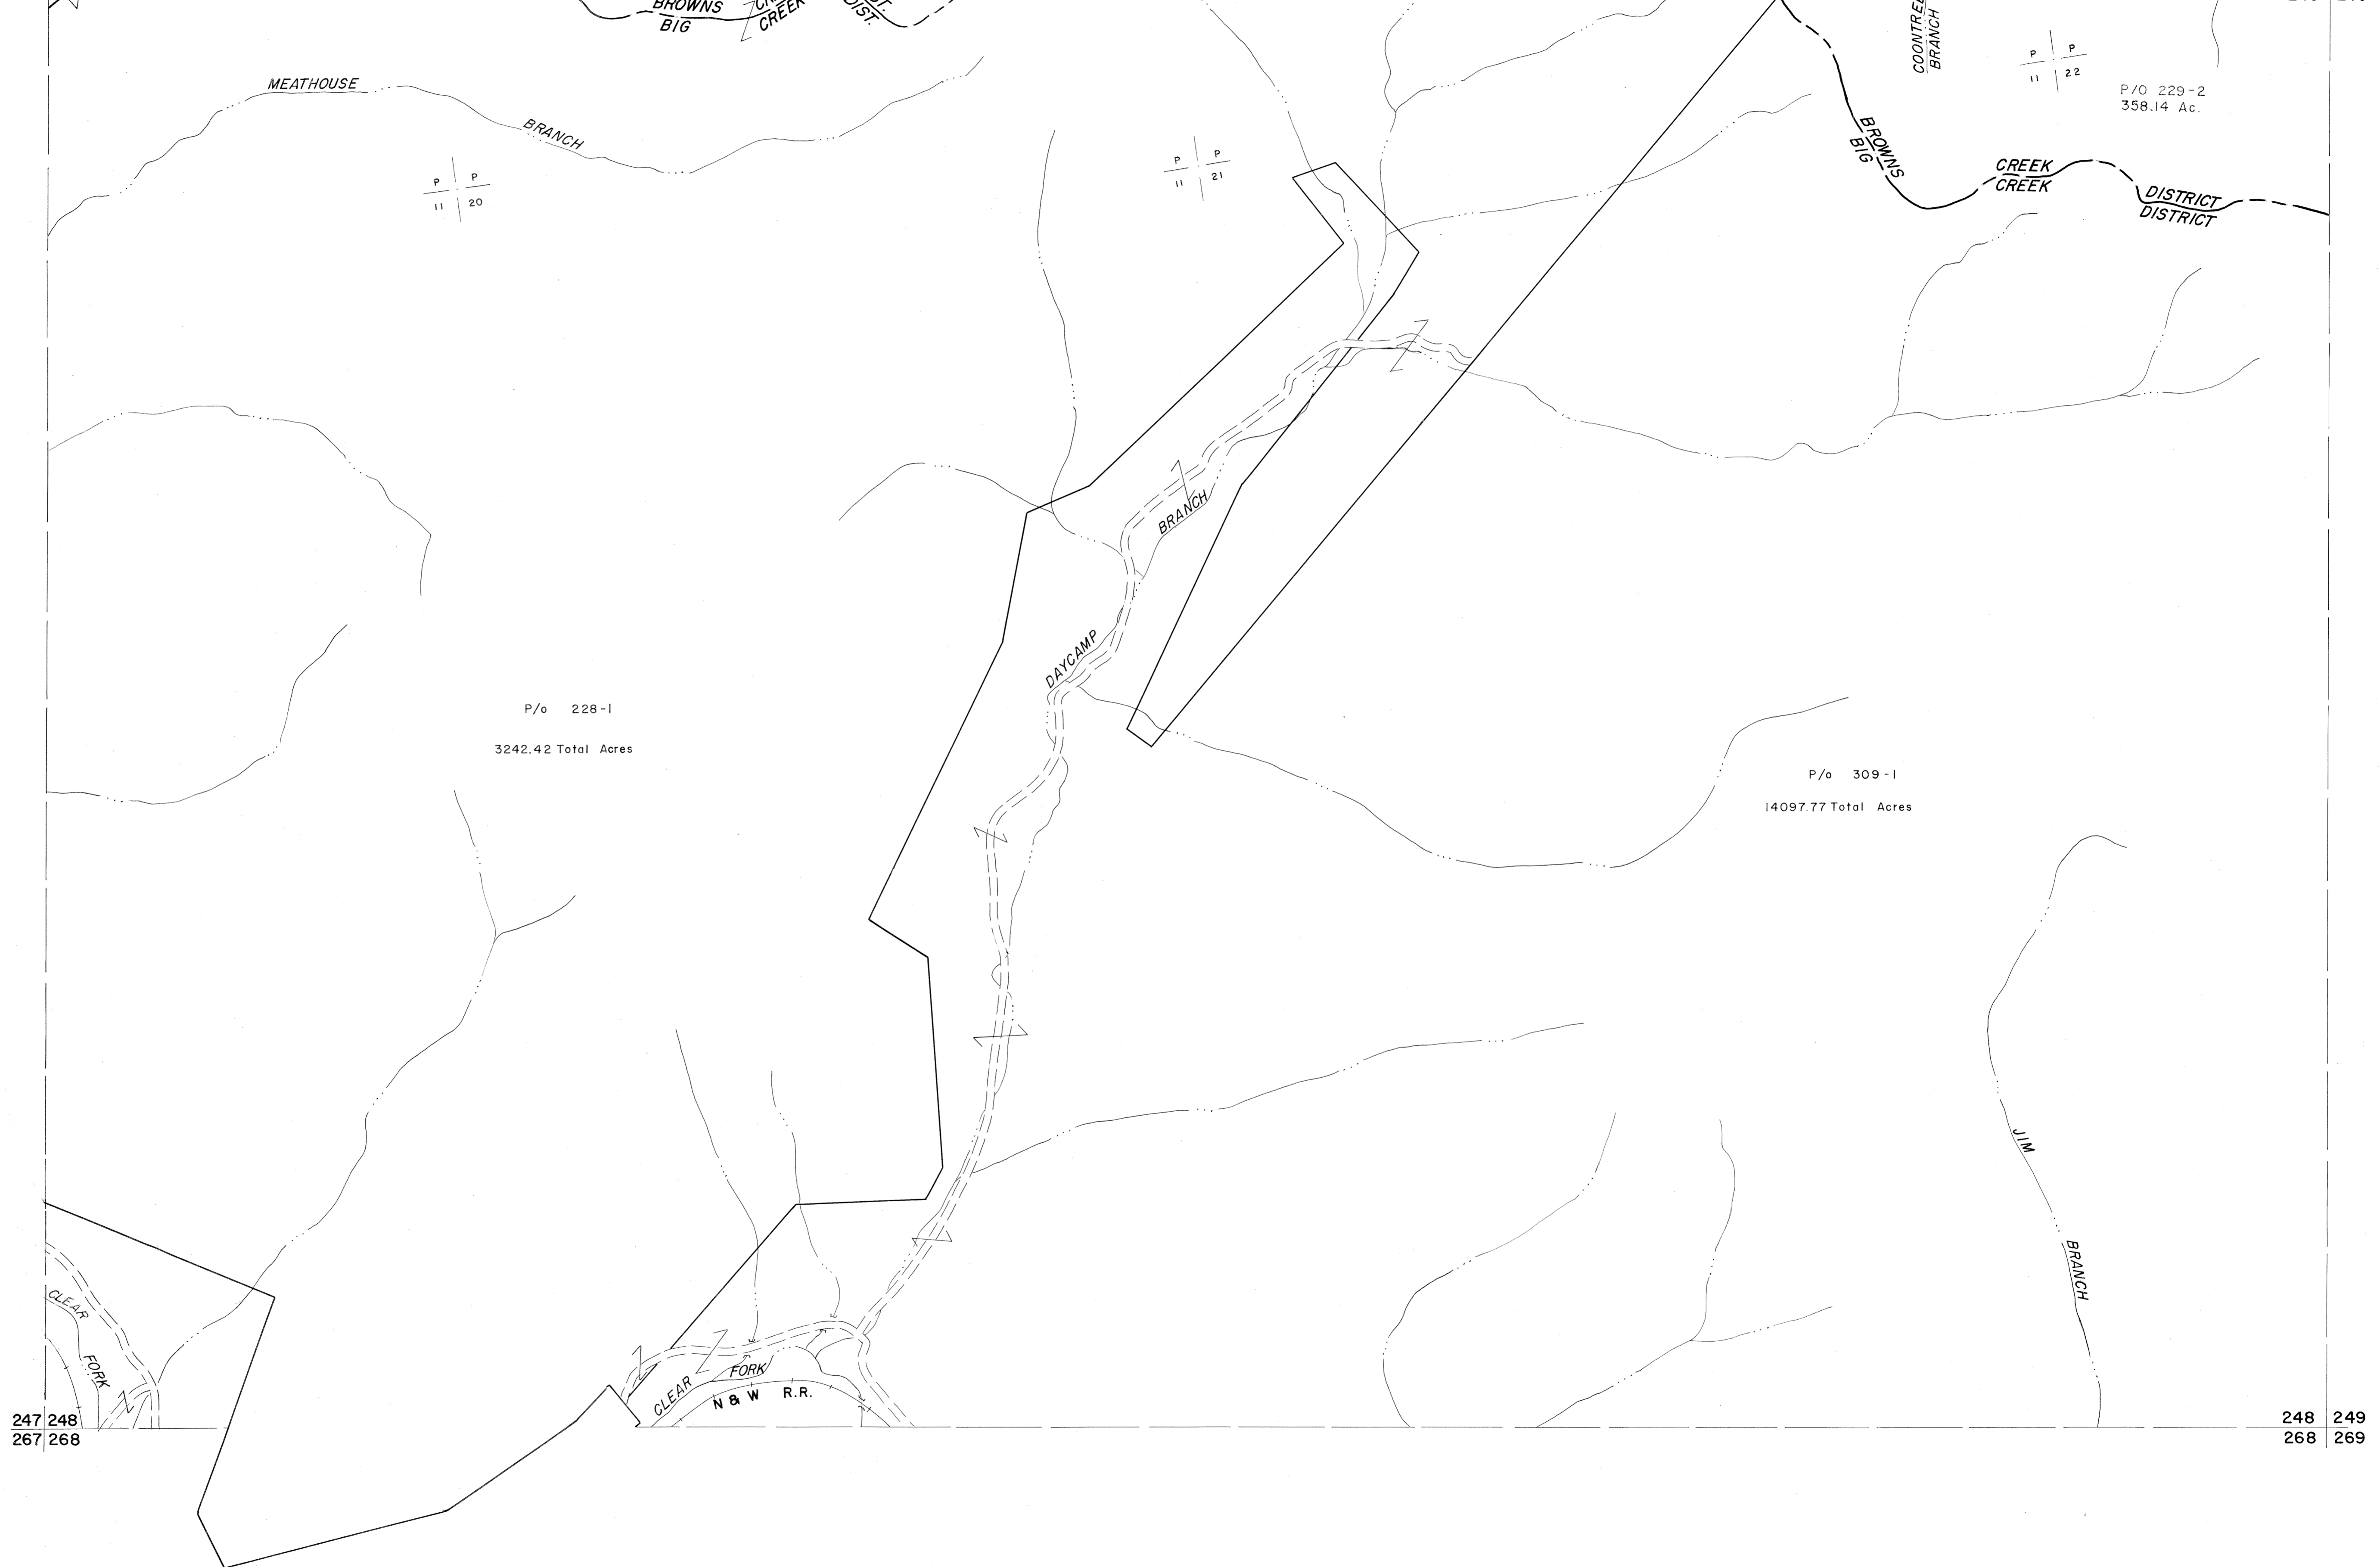 BROWNS
BIG
CREEK
DIST.
COONTREE
BRANCH
MEATHOUSE
BRANCH
P P
11 20
P P
11 21
P P
11 22
P/O 229-2
358.14 Ac.
BROWNS
BIG
CREEK
CREEK
DISTRICT
DISTRICT
BRANCH
DAYCAMP
P/o 228-1
3242.42 Total Acres
P/o 309-1
14097.77 Total Acres
JIM
BRANCH
CLEAR
FORK
CLEAR
FORK
N & W R.R.
247 248
267 268
248 249
268 269